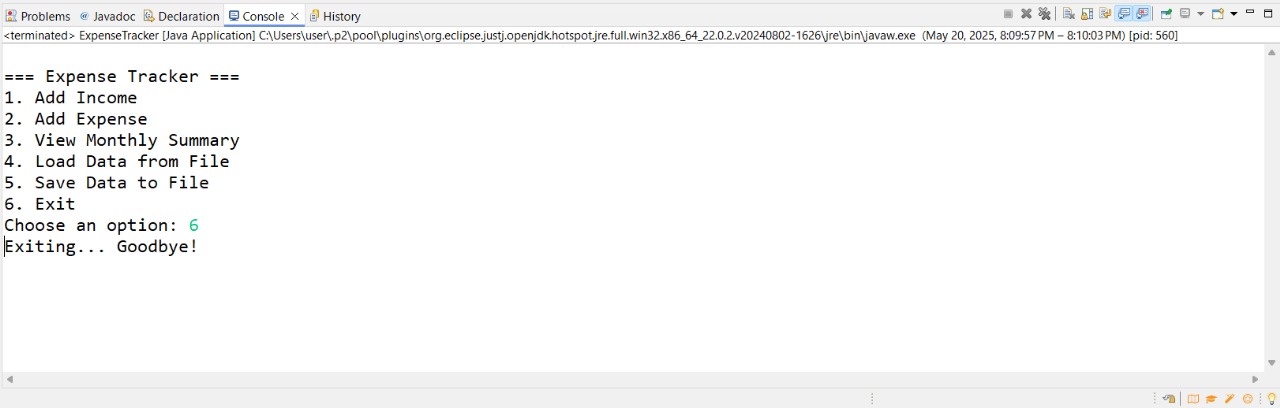 Problems @ Javadoc Declaration Console × History
<terminated> ExpenseTracker [Java Application] C:\Users\user\.p2\pool\plugins\org.eclipse.justj.openjdk.hotspot.jre.full.win32.x86_64_22.0.2.v20240802-1626\jre\bin\javaw.exe (May 20, 2025, 8:09:57 PM – 8:10:03 PM) [pid: 560]
=== Expense Tracker ===
1. Add Income
2. Add Expense
3. View Monthly Summary
4. Load Data from File
5. Save Data to File
6. Exit
Choose an option: 6
Exiting... Goodbye!